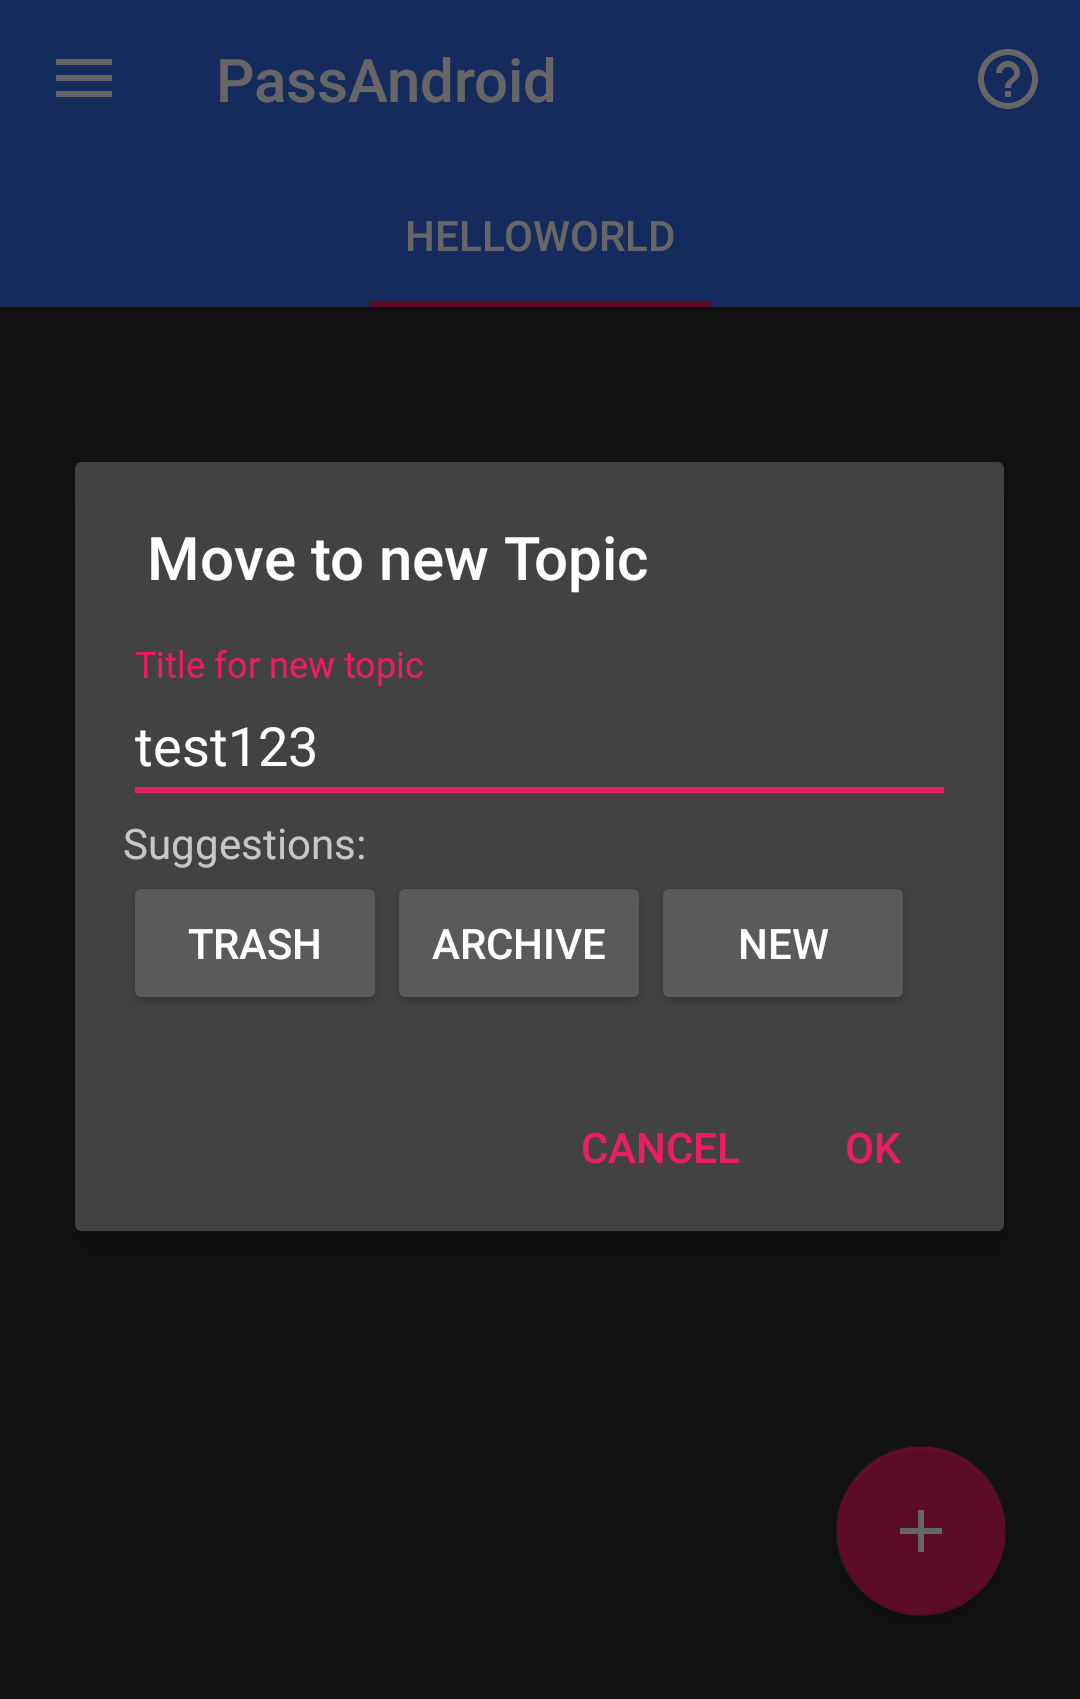 PassAndroid
HELLOWORLD
Move to new Topic
Title for new topic
test123
Suggestions:
TRASH ARCHIVE NEW
CANCEL OK